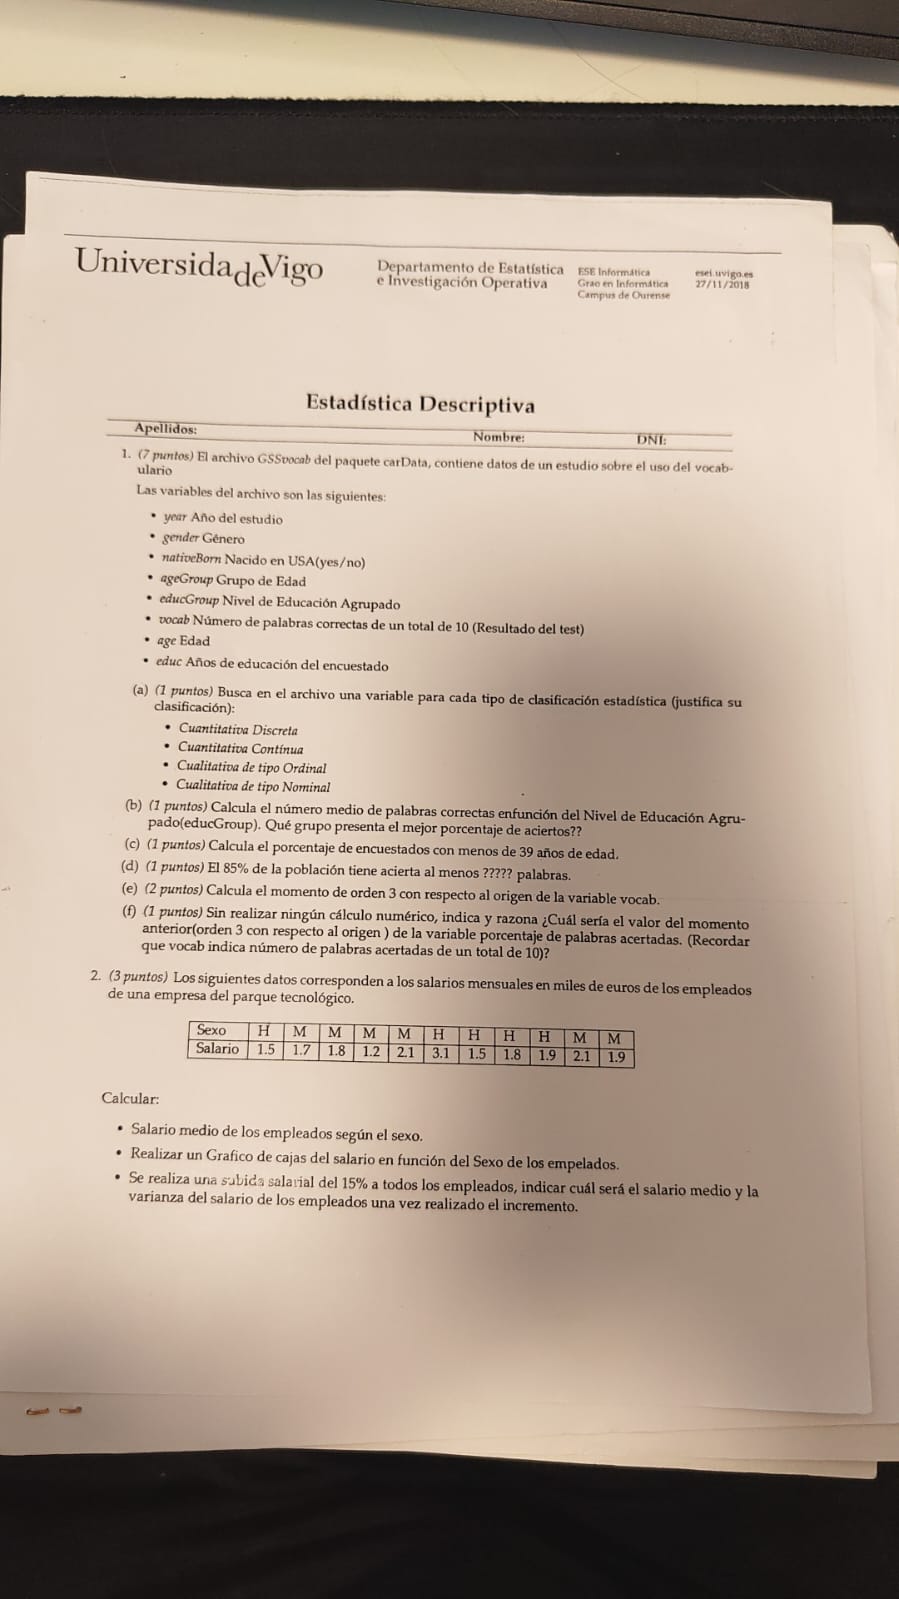 UniversidadeVigo
Departamento de Estatística
e Investigación Operativa
ESE Informática
Grao en Informática
Campus de Ourense
esei.uvigo.es
27/11/2018
Estadística Descriptiva
Apellidos: Nombre: DNI:
1. (7 puntos) El archivo GSSvocab del paquete carData, contiene datos de un estudio sobre el uso del vocab-
ulario
Las variables del archivo son las siguientes:
• year Año del estudio
• gender Género
• nativeBorn Nacido en USA(yes/no)
• ageGroup Grupo de Edad
• educGroup Nivel de Educación Agrupado
• vocab Número de palabras correctas de un total de 10 (Resultado del test)
• age Edad
• educ Años de educación del encuestado
(a) (1 puntos) Busca en el archivo una variable para cada tipo de clasificación estadística (justifica su
clasificación):
• Cuantitativa Discreta
• Cuantitativa Contínua
• Cualitativa de tipo Ordinal
• Cualitativa de tipo Nominal
(b) (1 puntos) Calcula el número medio de palabras correctas enfunción del Nivel de Educación Agru-
pado(educGroup). Qué grupo presenta el mejor porcentaje de aciertos??
(c) (1 puntos) Calcula el porcentaje de encuestados con menos de 39 años de edad.
(d) (1 puntos) El 85% de la población tiene acierta al menos ????? palabras.
(e) (2 puntos) Calcula el momento de orden 3 con respecto al origen de la variable vocab.
(f) (1 puntos) Sin realizar ningún cálculo numérico, indica y razona ¿Cuál sería el valor del momento
anterior(orden 3 con respecto al origen ) de la variable porcentaje de palabras acertadas. (Recordar
que vocab indica número de palabras acertadas de un total de 10)?
2. (3 puntos) Los siguientes datos corresponden a los salarios mensuales en miles de euros de los empleados
de una empresa del parque tecnológico.
Sexo H M M M M H H H H M M
Salario 1.5 1.7 1.8 1.2 2.1 3.1 1.5 1.8 1.9 2.1 1.9
Calcular:
• Salario medio de los empleados según el sexo.
• Realizar un Grafico de cajas del salario en función del Sexo de los empelados.
• Se realiza una subida salarial del 15% a todos los empleados, indicar cuál será el salario medio y la
varianza del salario de los empleados una vez realizado el incremento.